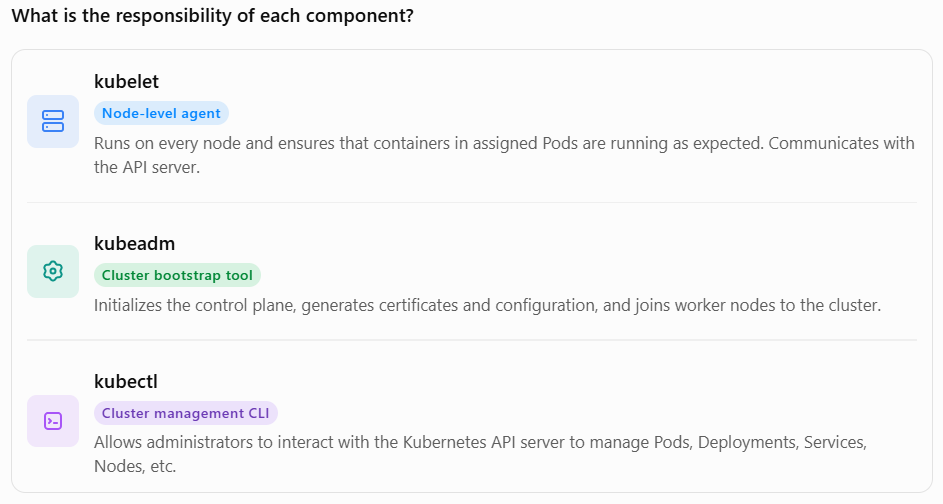 What is the responsibility of each component?
kubelet
Node-level agent
Runs on every node and ensures that containers in assigned Pods are running as expected. Communicates with
the API server.
kubeadm
Cluster bootstrap tool
Initializes the control plane, generates certificates and configuration, and joins worker nodes to the cluster.
kubectl
Cluster management CLI
Allows administrators to interact with the Kubernetes API server to manage Pods, Deployments, Services,
Nodes, etc.